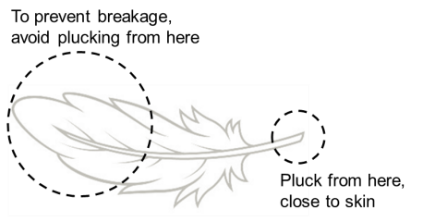 To prevent breakage,
avoid plucking from here
Pluck from here,
close to skin